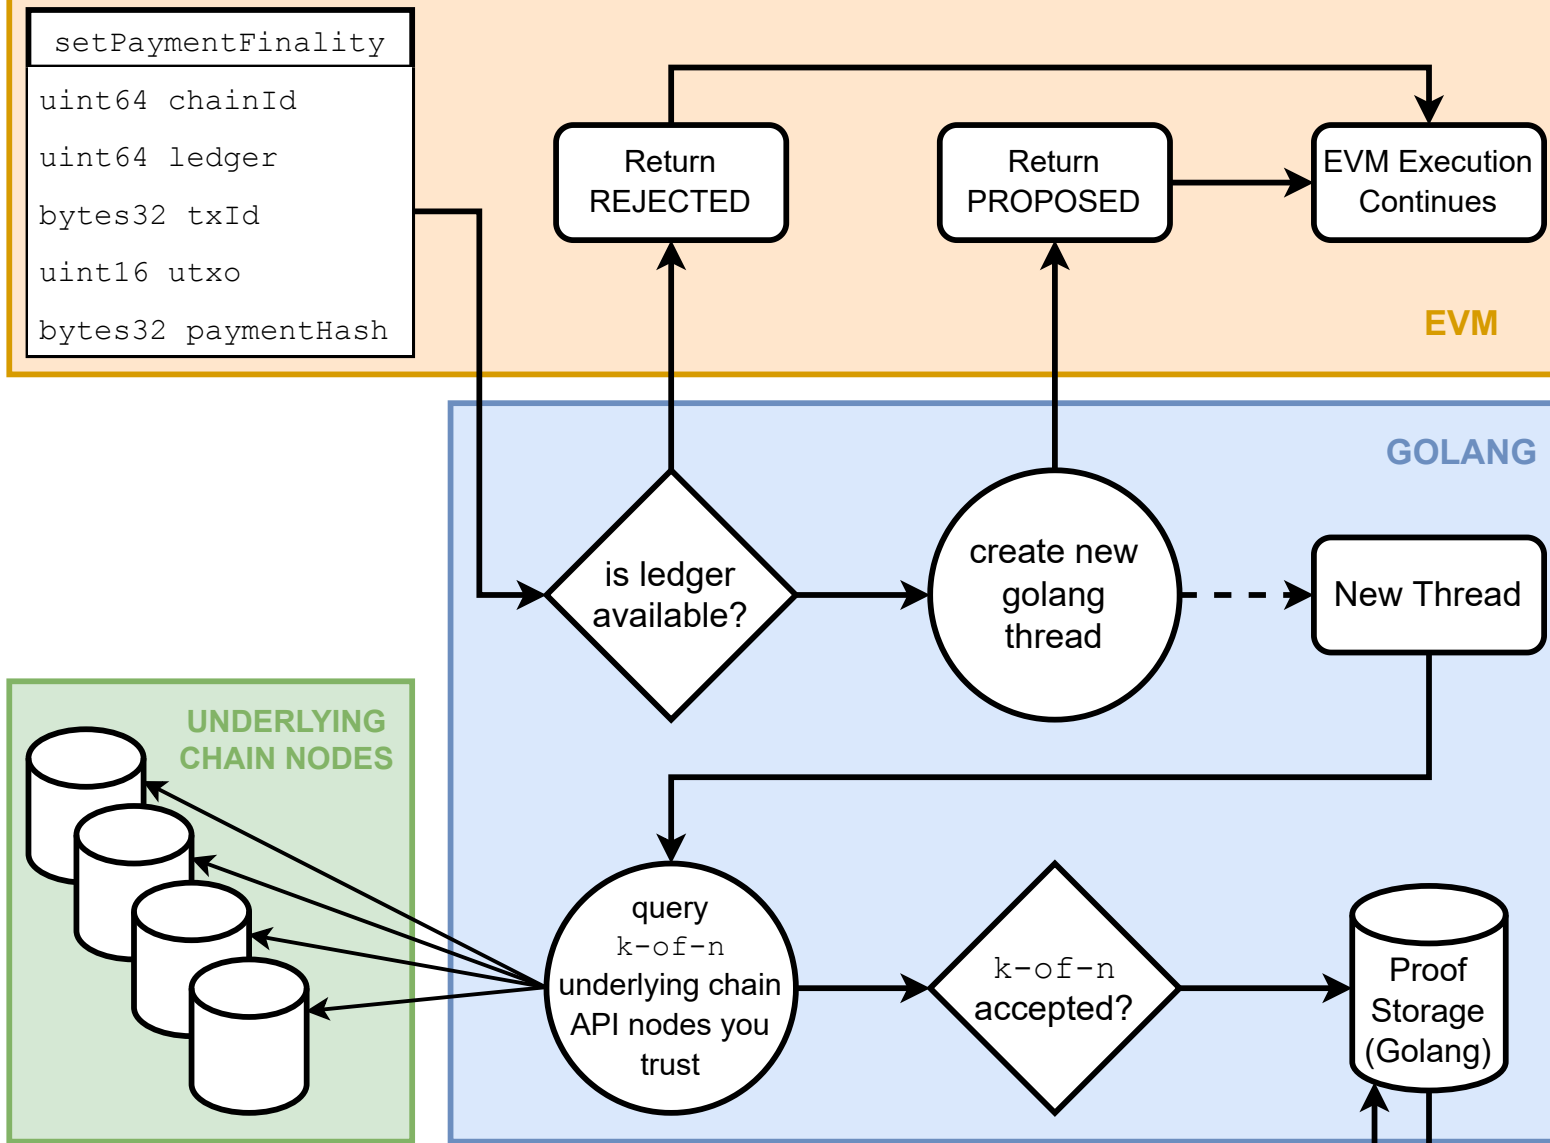 setPaymentFinality
uint64 chainId
uint64 ledger
bytes32 txId
uint16 utxo
bytes32 paymentHash
Return
REJECTED
Return
PROPOSED
EVM Execution
Continues
EVM
GOLANG
is ledger
available?
create new
golang
thread
New Thread
UNDERLYING
CHAIN NODES
query
k-of-n
underlying chain
API nodes you
trust
k-of-n
accepted?
Proof
Storage
(Golang)